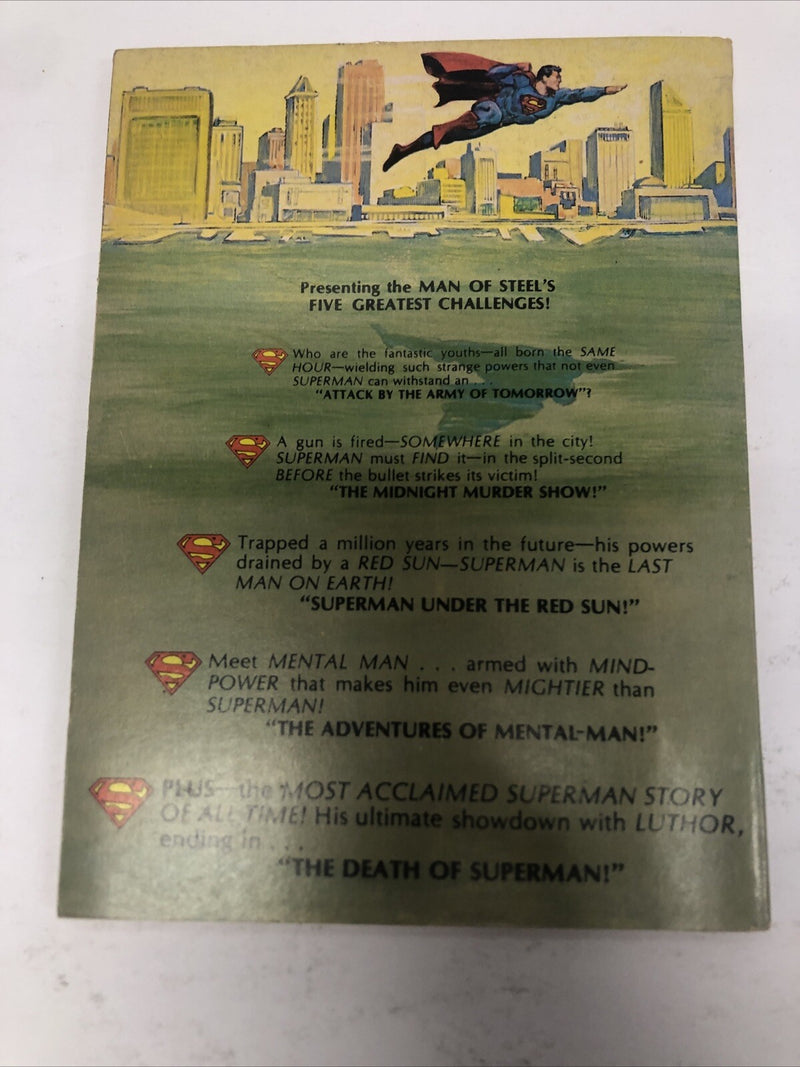 Presenting the MAN OF STEEL'S
FIVE GREATEST CHALLENGES!
Who are the fantastic youths—all born the SAME
HOUR—wielding such strange powers that not even
SUPERMAN can withstand an . . .
"ATTACK BY THE ARMY OF TOMORROW"?
A gun is fired—SOMEWHERE in the city!
SUPERMAN must FIND it—in the split-second
BEFORE the bullet strikes its victim!
"THE MIDNIGHT MURDER SHOW!"
Trapped a million years in the future—his powers
drained by a RED SUN—SUPERMAN is the LAST
MAN ON EARTH!
"SUPERMAN UNDER THE RED SUN!"
Meet MENTAL MAN . . . armed with MIND-
POWER that makes him even MIGHTIER than
SUPERMAN!
"THE ADVENTURES OF MENTAL-MAN!"
PLUS—the MOST ACCLAIMED SUPERMAN STORY
OF ALL TIME! His ultimate showdown with LUTHOR,
ending in . . .
"THE DEATH OF SUPERMAN!"